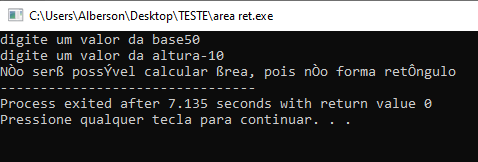 C:\Users\Alberson\Desktop\TESTE\area ret.exe
digite um valor da base50
digite um valor da altura-10
NÒo serß possÝvel calcular ßrea, pois nÒo forma retÔngulo
--------------------------------
Process exited after 7.135 seconds with return value 0
Pressione qualquer tecla para continuar. . .